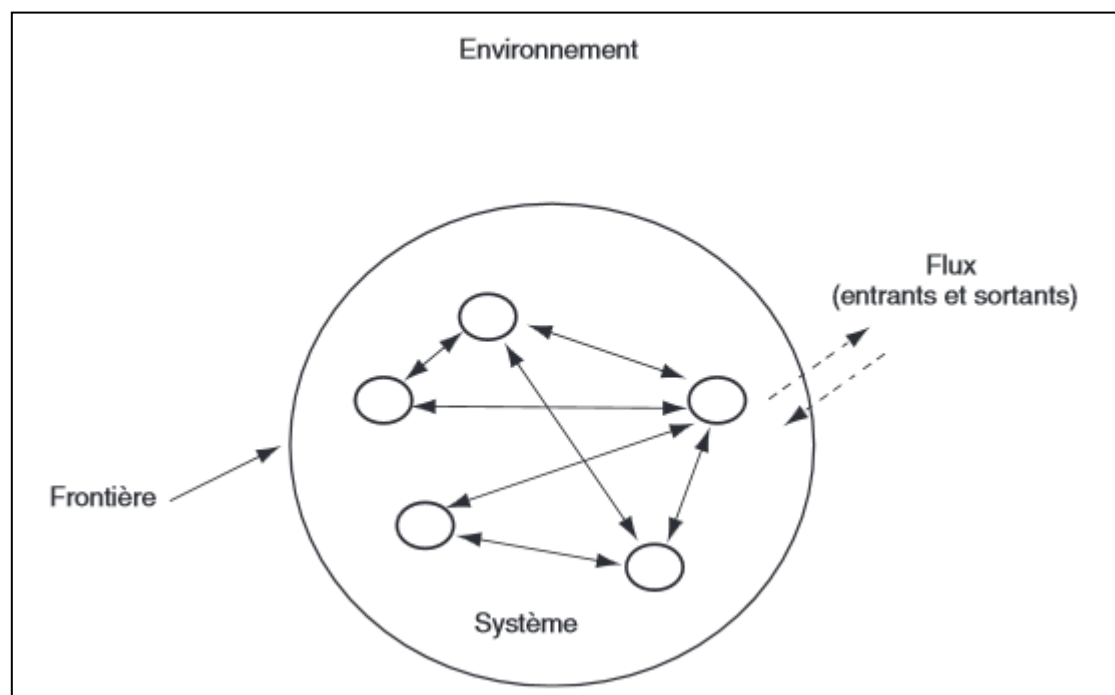 Environnement
Flux
(entrants et sortants)
Frontière
Système